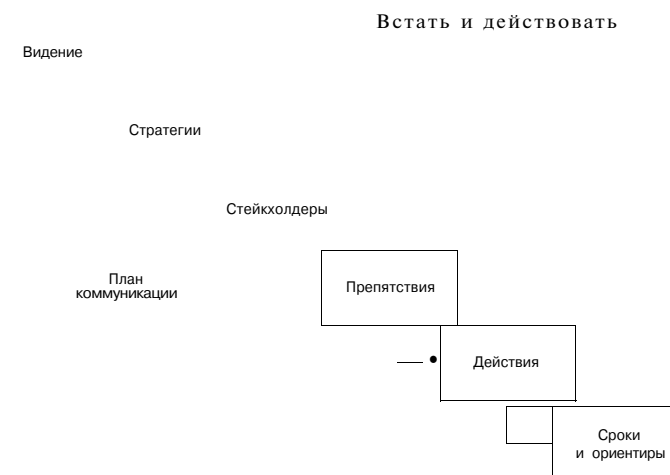 Встать и действовать
Видение
Стратегии
Стейкхолдеры
План
коммуникации
Препятствия
Действия
Сроки
и ориентиры